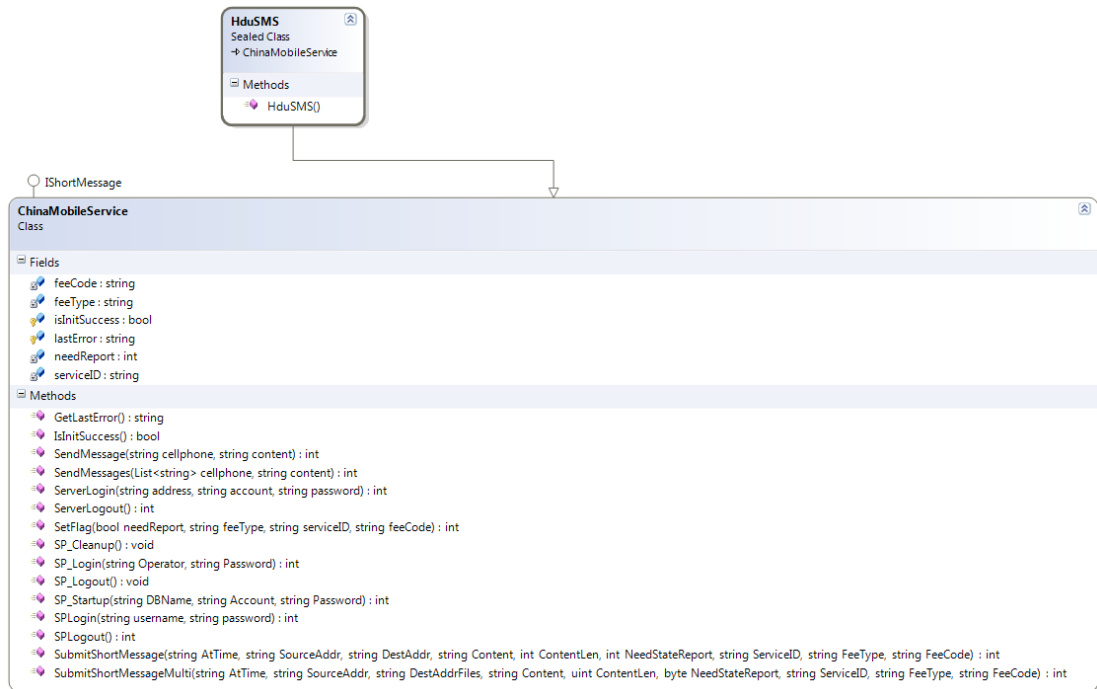 HduSMS
Sealed Class
ChinaMobileService
Methods
HduSMS()
IShortMessage
ChinaMobileService
Class
Fields
feeCode : string
feeType : string
isInitSuccess : bool
lastError : string
needReport : int
serviceID : string
Methods
GetLastError() : string
IsInitSuccess() : bool
SendMessage(string cellphone, string content) : int
SendMessages(List<string> cellphone, string content) : int
ServerLogin(string address, string account, string password) : int
ServerLogout() : int
SetFlag(bool needReport, string feeType, string serviceID, string feeCode) : int
SP_Cleanup() : void
SP_Login(string Operator, string Password) : int
SP_Logout() : void
SP_Startup(string DBName, string Account, string Password) : int
SPLogin(string username, string password) : int
SPLogout() : int
SubmitShortMessage(string AtTime, string SourceAddr, string DestAddr, string Content, int ContentLen, int NeedStateReport, string ServiceID, string FeeType, string FeeCode) : int
SubmitShortMessageMulti(string AtTime, string SourceAddr, string DestAddrFiles, string Content, uint ContentLen, byte NeedStateReport, string ServiceID, string FeeType, string FeeCode) : int